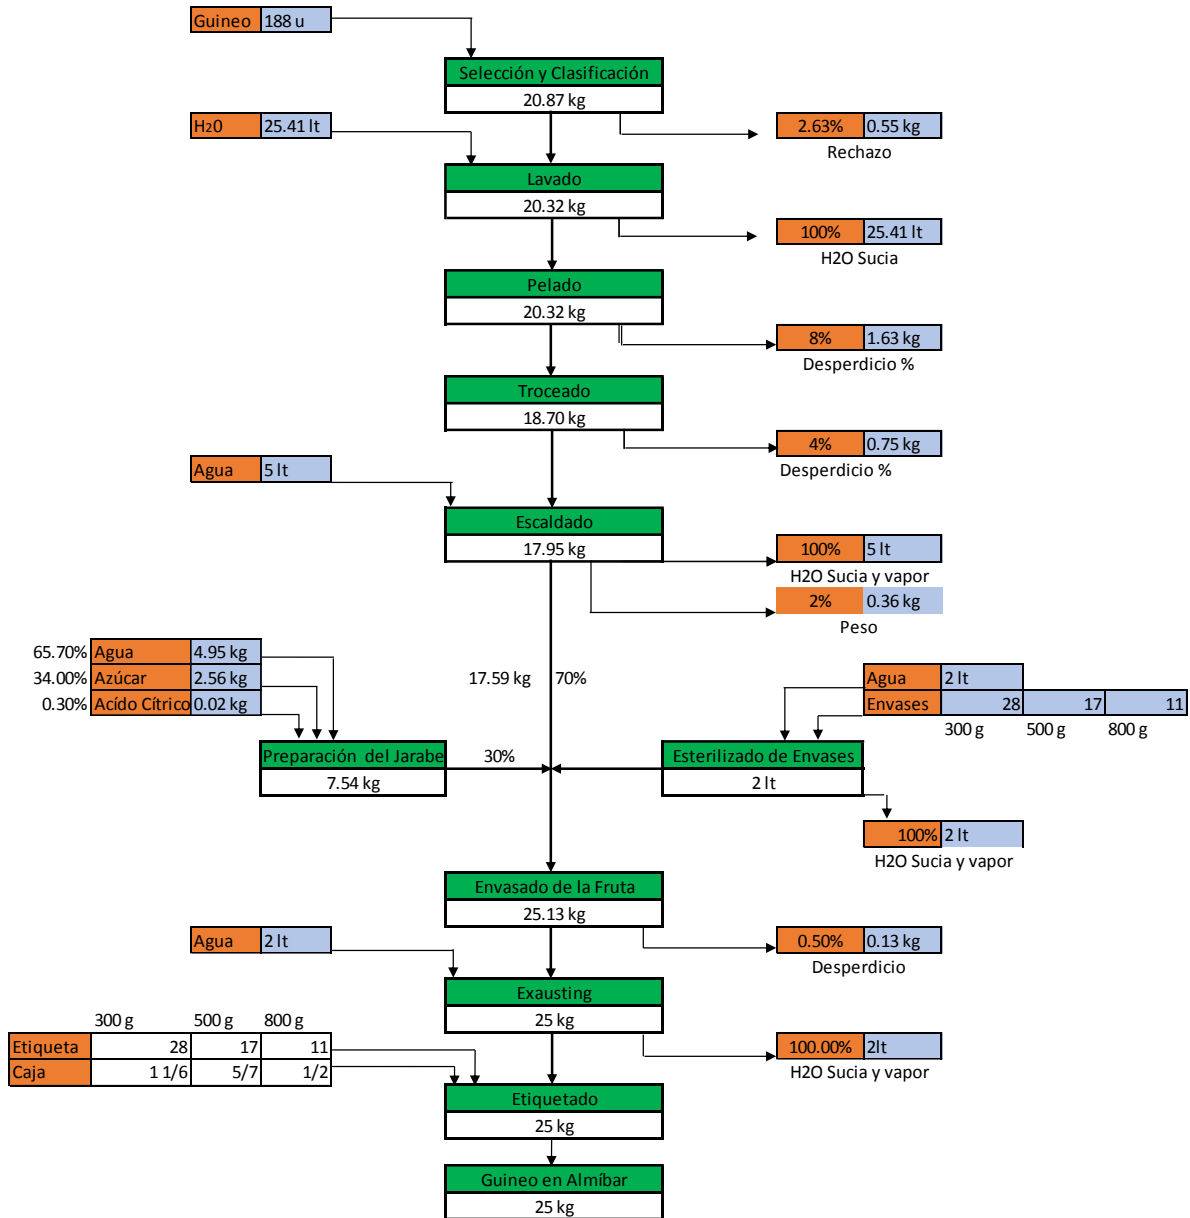 Guineo 188 u
Selección y Clasificación
20.87 kg
H20 25.41 lt
2.63% 0.55 kg
Rechazo
Lavado
20.32 kg
100% 25.41 lt
H2O Sucia
Pelado
20.32 kg
8% 1.63 kg
Desperdicio %
Troceado
18.70 kg
4% 0.75 kg
Desperdicio %
Agua 5 lt
Escaldado
17.95 kg
100% 5 lt
H2O Sucia y vapor
2% 0.36 kg
Peso
65.70% Agua 4.95 kg
34.00% Azúcar 2.56 kg
0.30% Acído Cítrico 0.02 kg
17.59 kg 70%
Agua 2 lt
Envases 28 17 11
300 g 500 g 800 g
Preparación del Jarabe
7.54 kg
30%
Esterilizado de Envases
2 lt
100% 2 lt
H2O Sucia y vapor
Envasado de la Fruta
25.13 kg
Agua 2 lt
0.50% 0.13 kg
Desperdicio
Exausting
25 kg
300 g 500 g 800 g
Etiqueta 28 17 11
Caja 1 1/6 5/7 1/2
100.00% 2lt
H2O Sucia y vapor
Etiquetado
25 kg
Guineo en Almíbar
25 kg